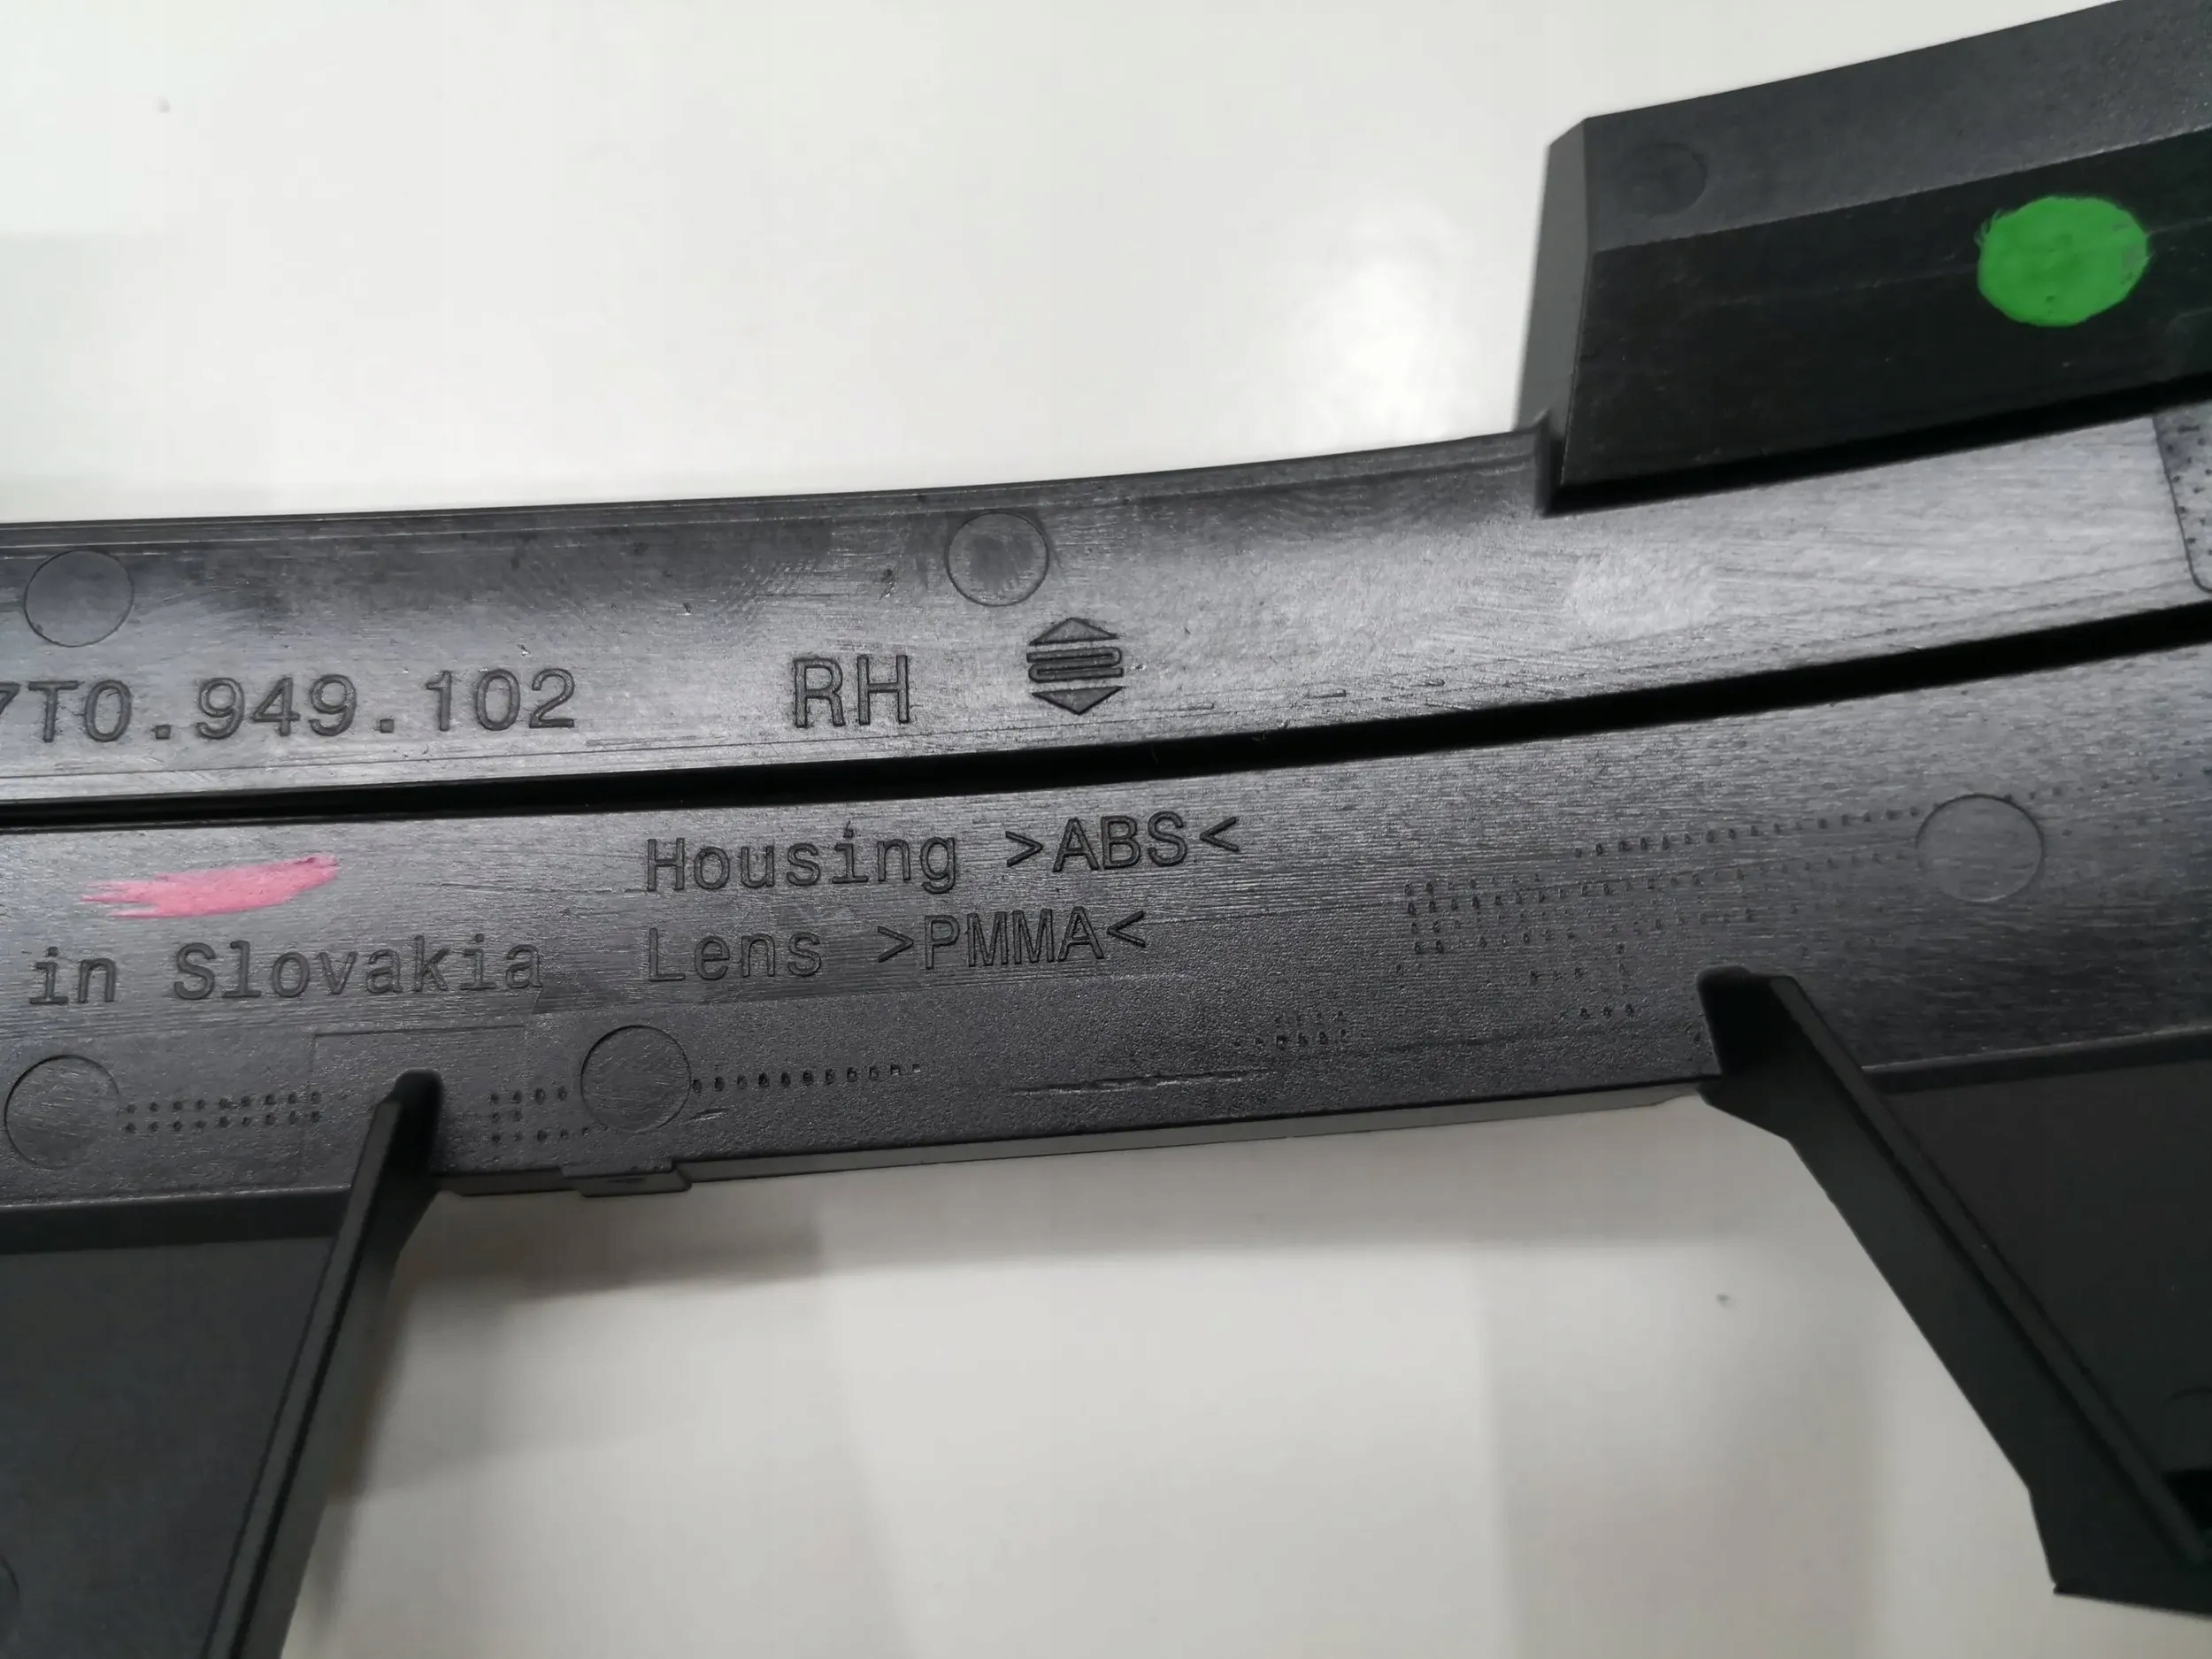 7T0.949.102 RH
Housing >ABS<
in Slovakia Lens >PMMA<